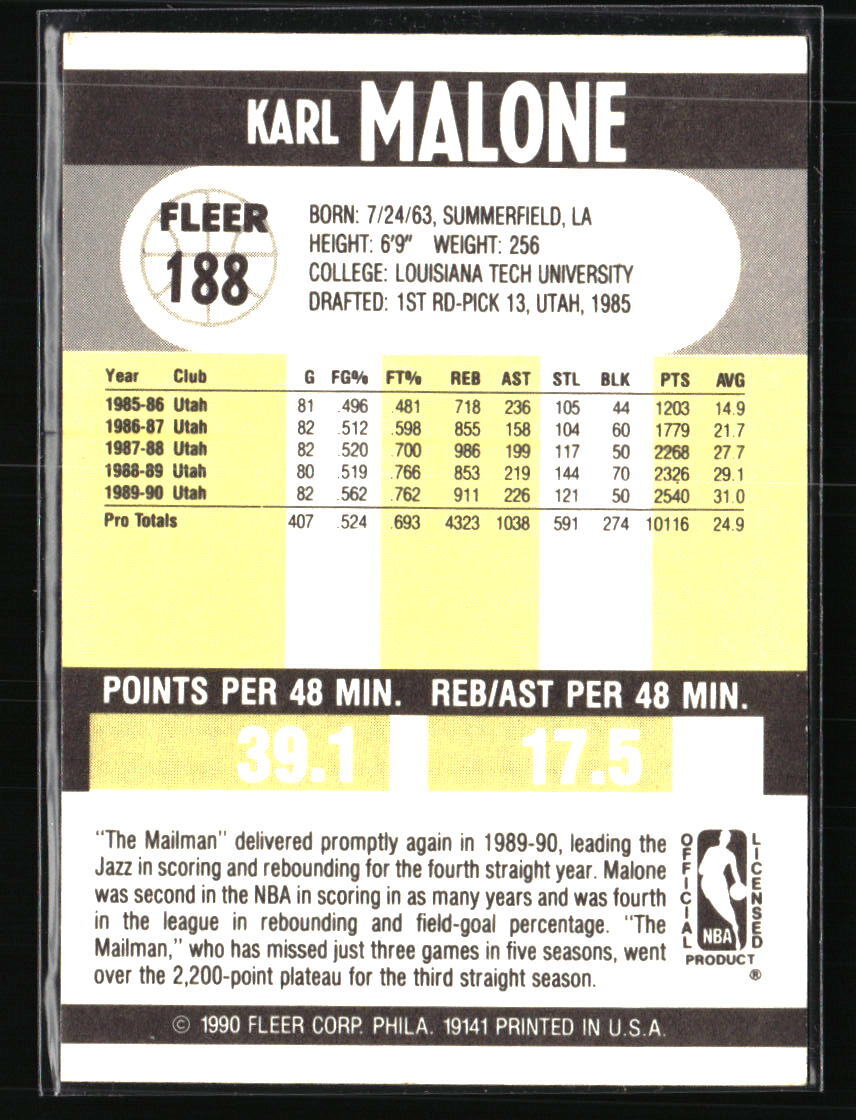 KARL MALONE
FLEER
188
BORN: 7/24/63, SUMMERFIELD, LA
HEIGHT: 6'9" WEIGHT: 256
COLLEGE: LOUISIANA TECH UNIVERSITY
DRAFTED: 1ST RD-PICK 13, UTAH, 1985
Year Club G FG% FT% REB AST STL BLK PTS AVG
1985-86 Utah 81 .496 .481 718 236 105 44 1203 14.9
1986-87 Utah 82 .512 .598 855 158 104 60 1779 21.7
1987-88 Utah 82 .520 .700 986 199 117 50 2268 27.7
1988-89 Utah 80 .519 .766 853 219 144 70 2326 29.1
1989-90 Utah 82 .562 .762 911 226 121 50 2540 31.0
Pro Totals 407 .524 .693 4323 1038 591 274 10116 24.9
POINTS PER 48 MIN. REB/AST PER 48 MIN.
39.1 17.5
"The Mailman" delivered promptly again in 1989-90, leading the
Jazz in scoring and rebounding for the fourth straight year. Malone
was second in the NBA in scoring in as many years and was fourth
in the league in rebounding and field-goal percentage. "The
Mailman," who has missed just three games in five seasons, went
over the 2,200-point plateau for the third straight season.
OFFICIAL
NBA
LICENSED
PRODUCT
®
© 1990 FLEER CORP. PHILA. 19141 PRINTED IN U.S.A.